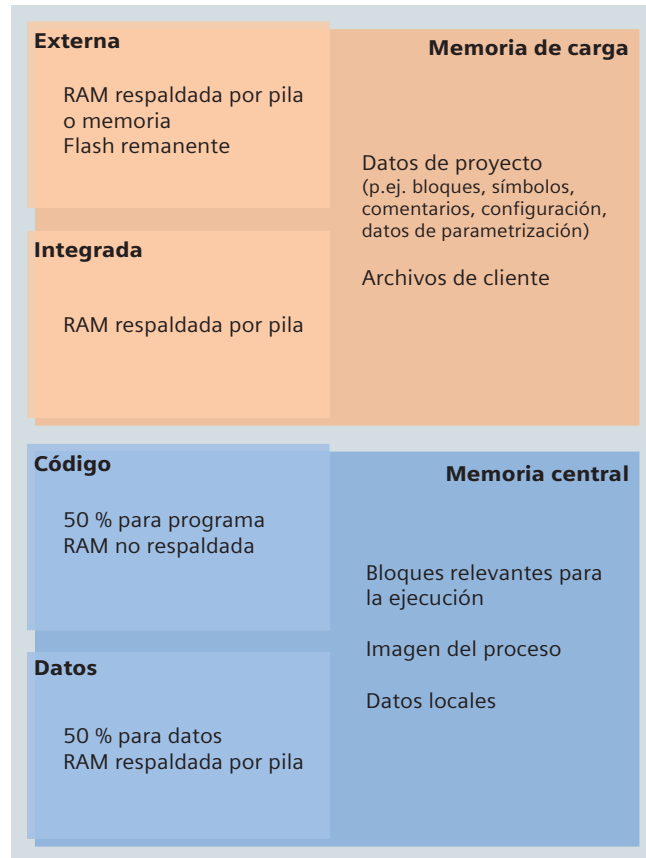 Externa
RAM respaldada por pila
o memoria
Flash remanente
Memoria de carga
Datos de proyecto
(p.ej. bloques, símbolos,
comentarios, configuración,
datos de parametrización)
Archivos de cliente
Integrada
RAM respaldada por pila
Código
50 % para programa
RAM no respaldada
Memoria central
Bloques relevantes para
la ejecución
Imagen del proceso
Datos locales
Datos
50 % para datos
RAM respaldada por pila